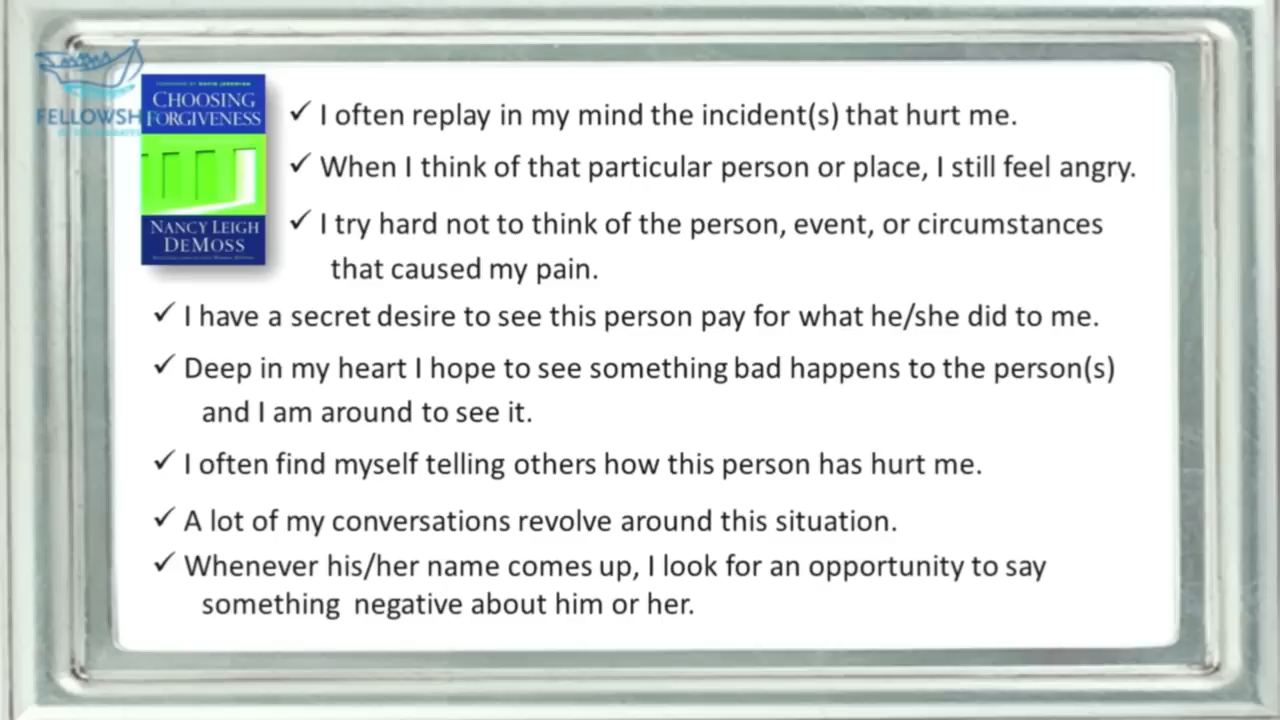 FELLOWSH
FOREWORD BY DAVID JEREMIAH
CHOOSING
FORGIVENESS
NANCY LEIGH
DEMOSS
✓ I often replay in my mind the incident(s) that hurt me.
✓ When I think of that particular person or place, I still feel angry.
✓ I try hard not to think of the person, event, or circumstances
that caused my pain.
✓ I have a secret desire to see this person pay for what he/she did to me.
✓ Deep in my heart I hope to see something bad happens to the person(s)
and I am around to see it.
✓ I often find myself telling others how this person has hurt me.
✓ A lot of my conversations revolve around this situation.
✓ Whenever his/her name comes up, I look for an opportunity to say
something negative about him or her.